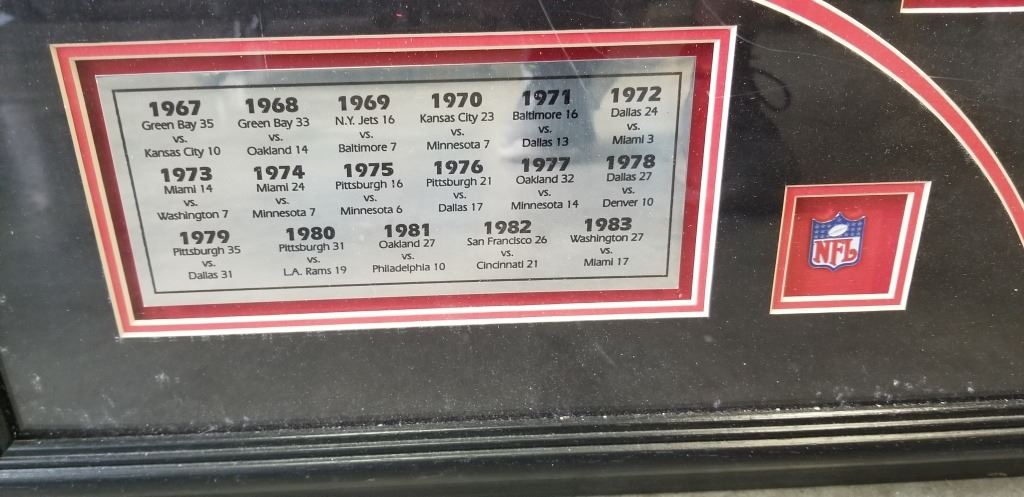 1967 1968 1969 1970 1971 1972
Green Bay 35 Green Bay 33 N.Y. Jets 16 Kansas City 23 Baltimore 16 Dallas 24
vs. vs. vs. vs. vs. vs.
Kansas City 10 Oakland 14 Baltimore 7 Minnesota 7 Dallas 13 Miami 3
1973 1974 1975 1976 1977 1978
Miami 14 Miami 24 Pittsburgh 16 Pittsburgh 21 Oakland 32 Dallas 27
vs. vs. vs. vs. vs. vs.
Washington 7 Minnesota 7 Minnesota 6 Dallas 17 Minnesota 14 Denver 10
1979 1980 1981 1982 1983
Pittsburgh 35 Pittsburgh 31 Oakland 27 San Francisco 26 Washington 27
vs. vs. vs. vs. vs.
Dallas 31 L.A. Rams 19 Philadelphia 10 Cincinnati 21 Miami 17
NFL